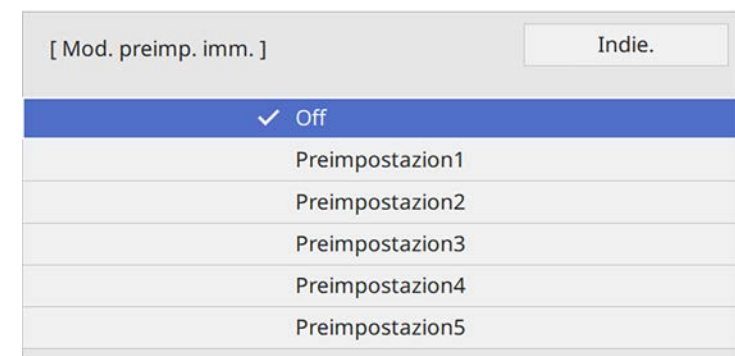 [ Mod. preimp. imm. ]
Indie.
Off
Preimpostazion1
Preimpostazion2
Preimpostazion3
Preimpostazion4
Preimpostazion5